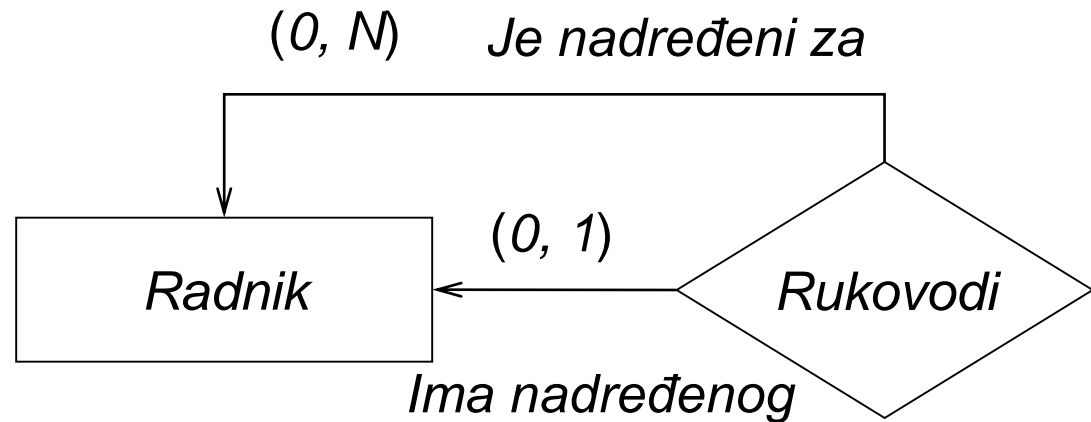 (0, N) Je nadređeni za
(0, 1)
Radnik
Rukovodi
Ima nadređenog